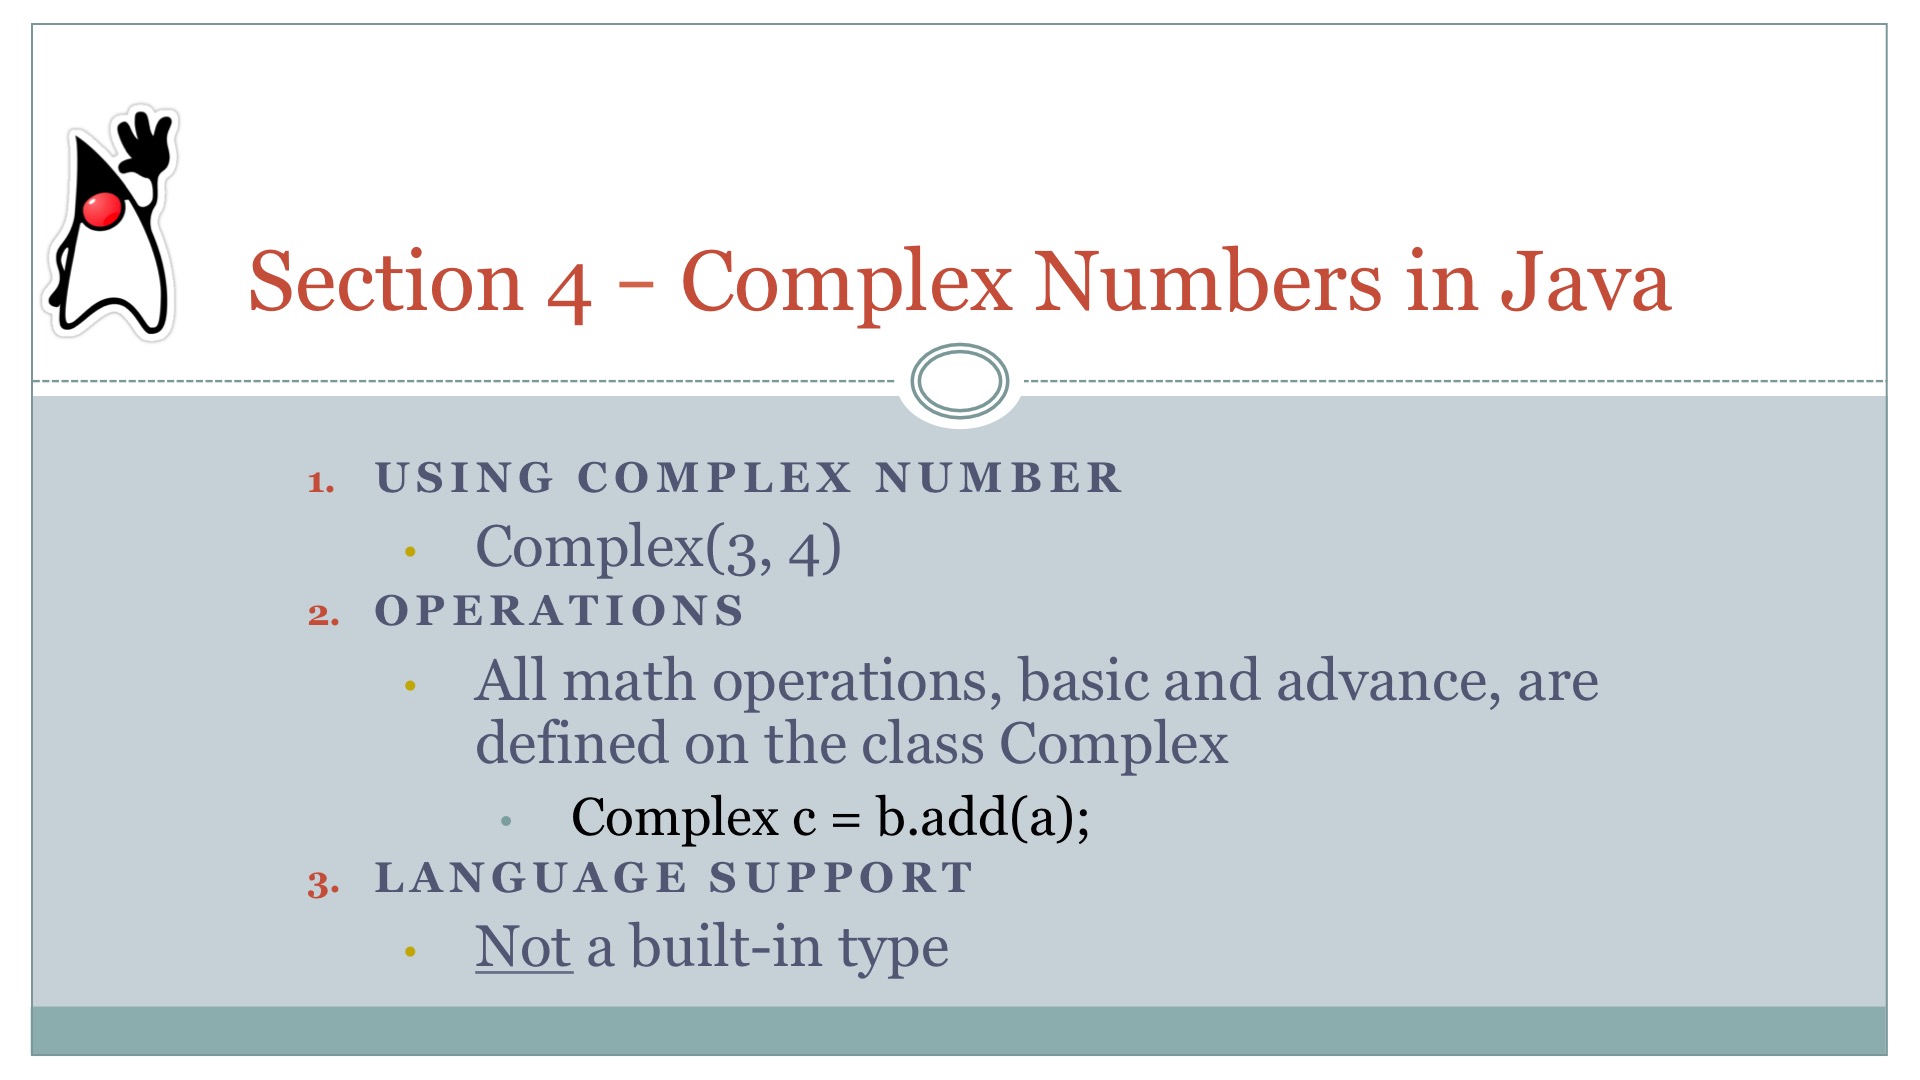 Section 4 – Complex Numbers in Java
1. USING COMPLEX NUMBER
• Complex(3, 4)
2. OPERATIONS
• All math operations, basic and advance, are
defined on the class Complex
• Complex c = b.add(a);
3. LANGUAGE SUPPORT
• Not a built-in type